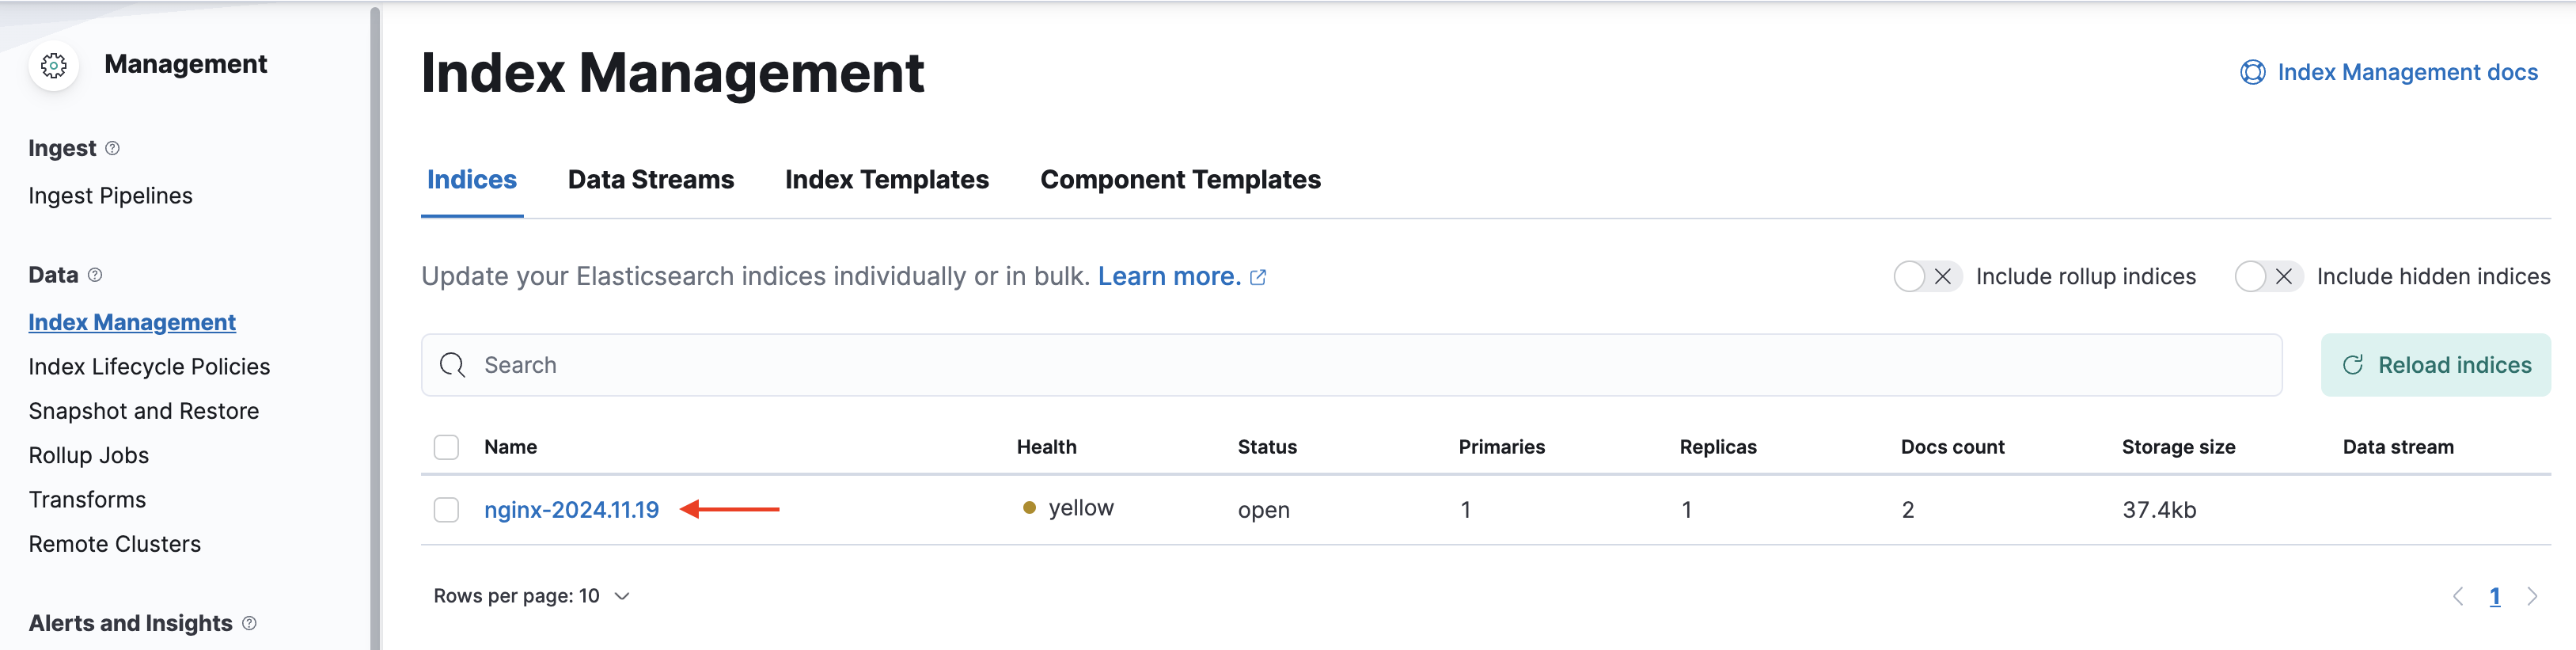 Management
Ingest
Ingest Pipelines
Data
Index Management
Index Lifecycle Policies
Snapshot and Restore
Rollup Jobs
Transforms
Remote Clusters
Alerts and Insights
Index Management
Index Management docs
Indices Data Streams Index Templates Component Templates
Update your Elasticsearch indices individually or in bulk. Learn more.
Include rollup indices Include hidden indices
Search
Reload indices
Name Health Status Primaries Replicas Docs count Storage size Data stream
nginx-2024.11.19 yellow open 1 1 2 37.4kb
Rows per page: 10
1